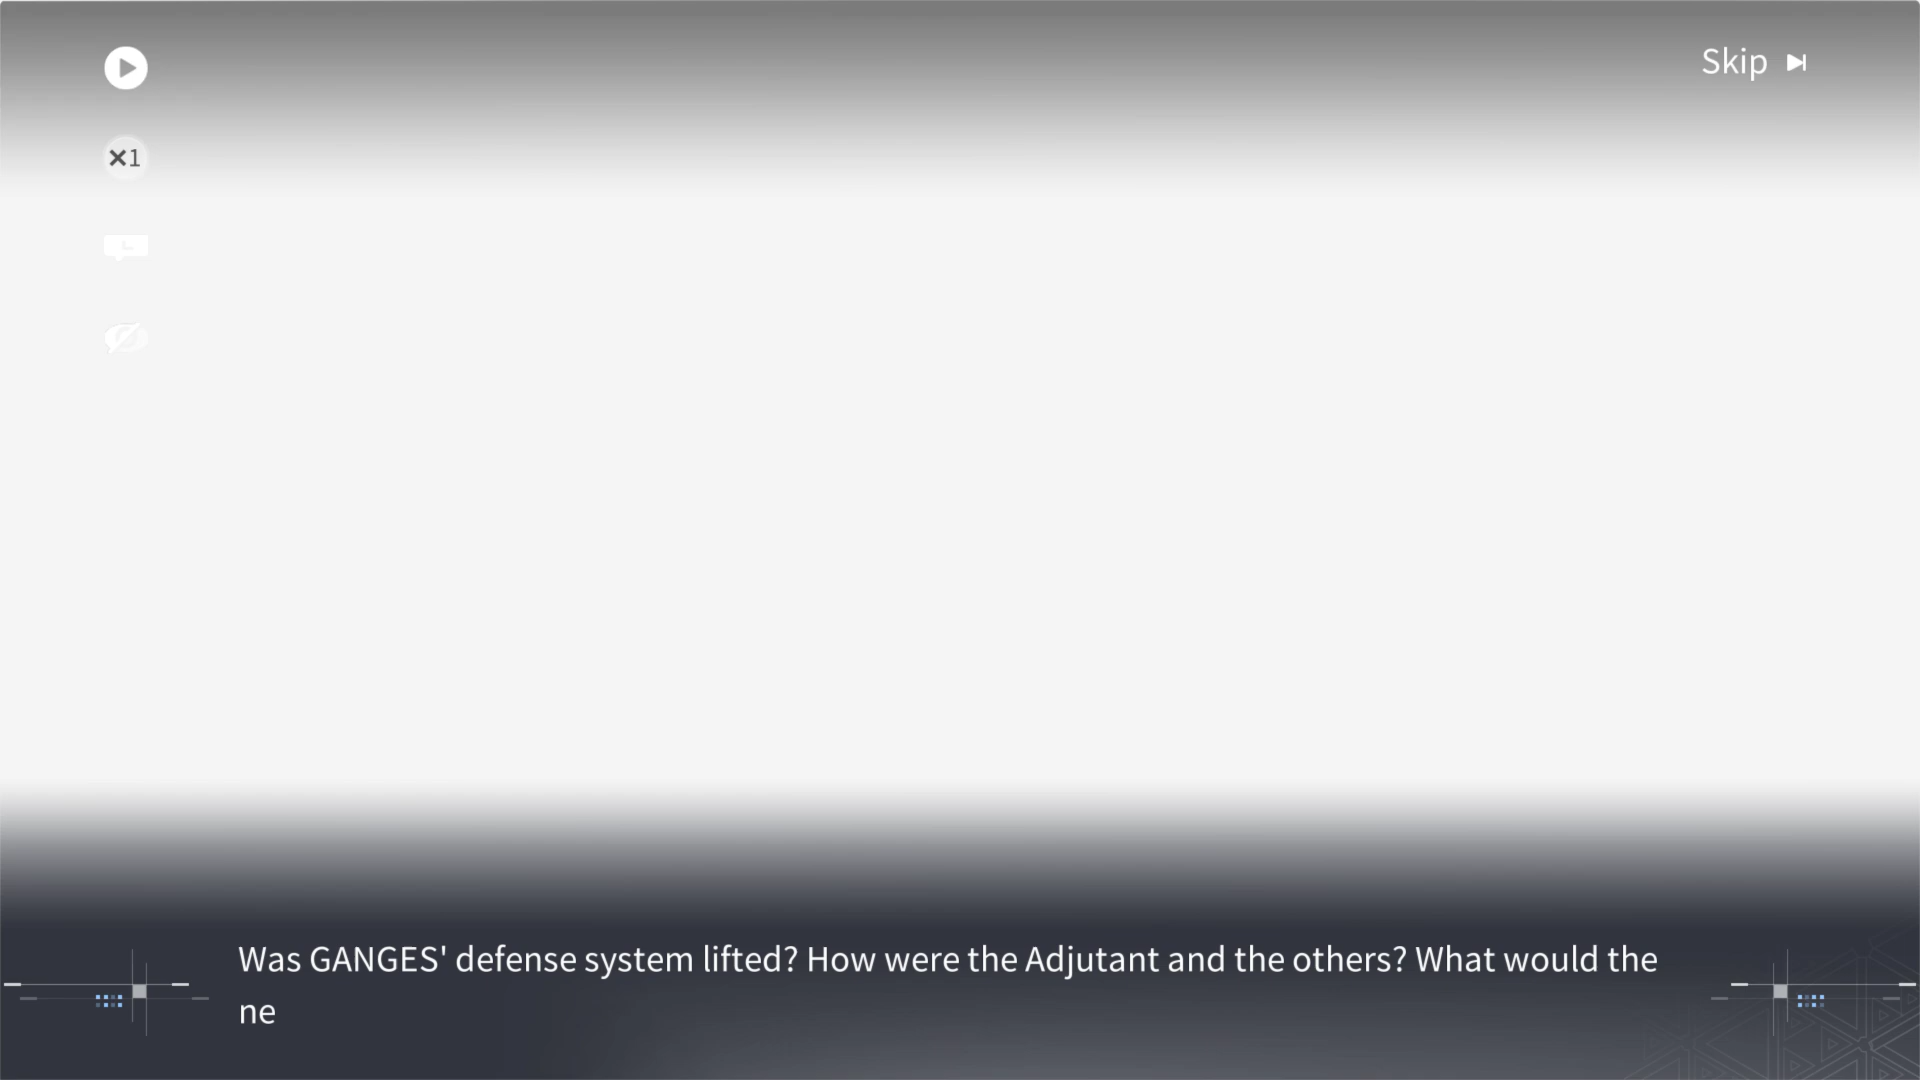 Skip
×1
Was GANGES' defense system lifted? How were the Adjutant and the others? What would the
ne